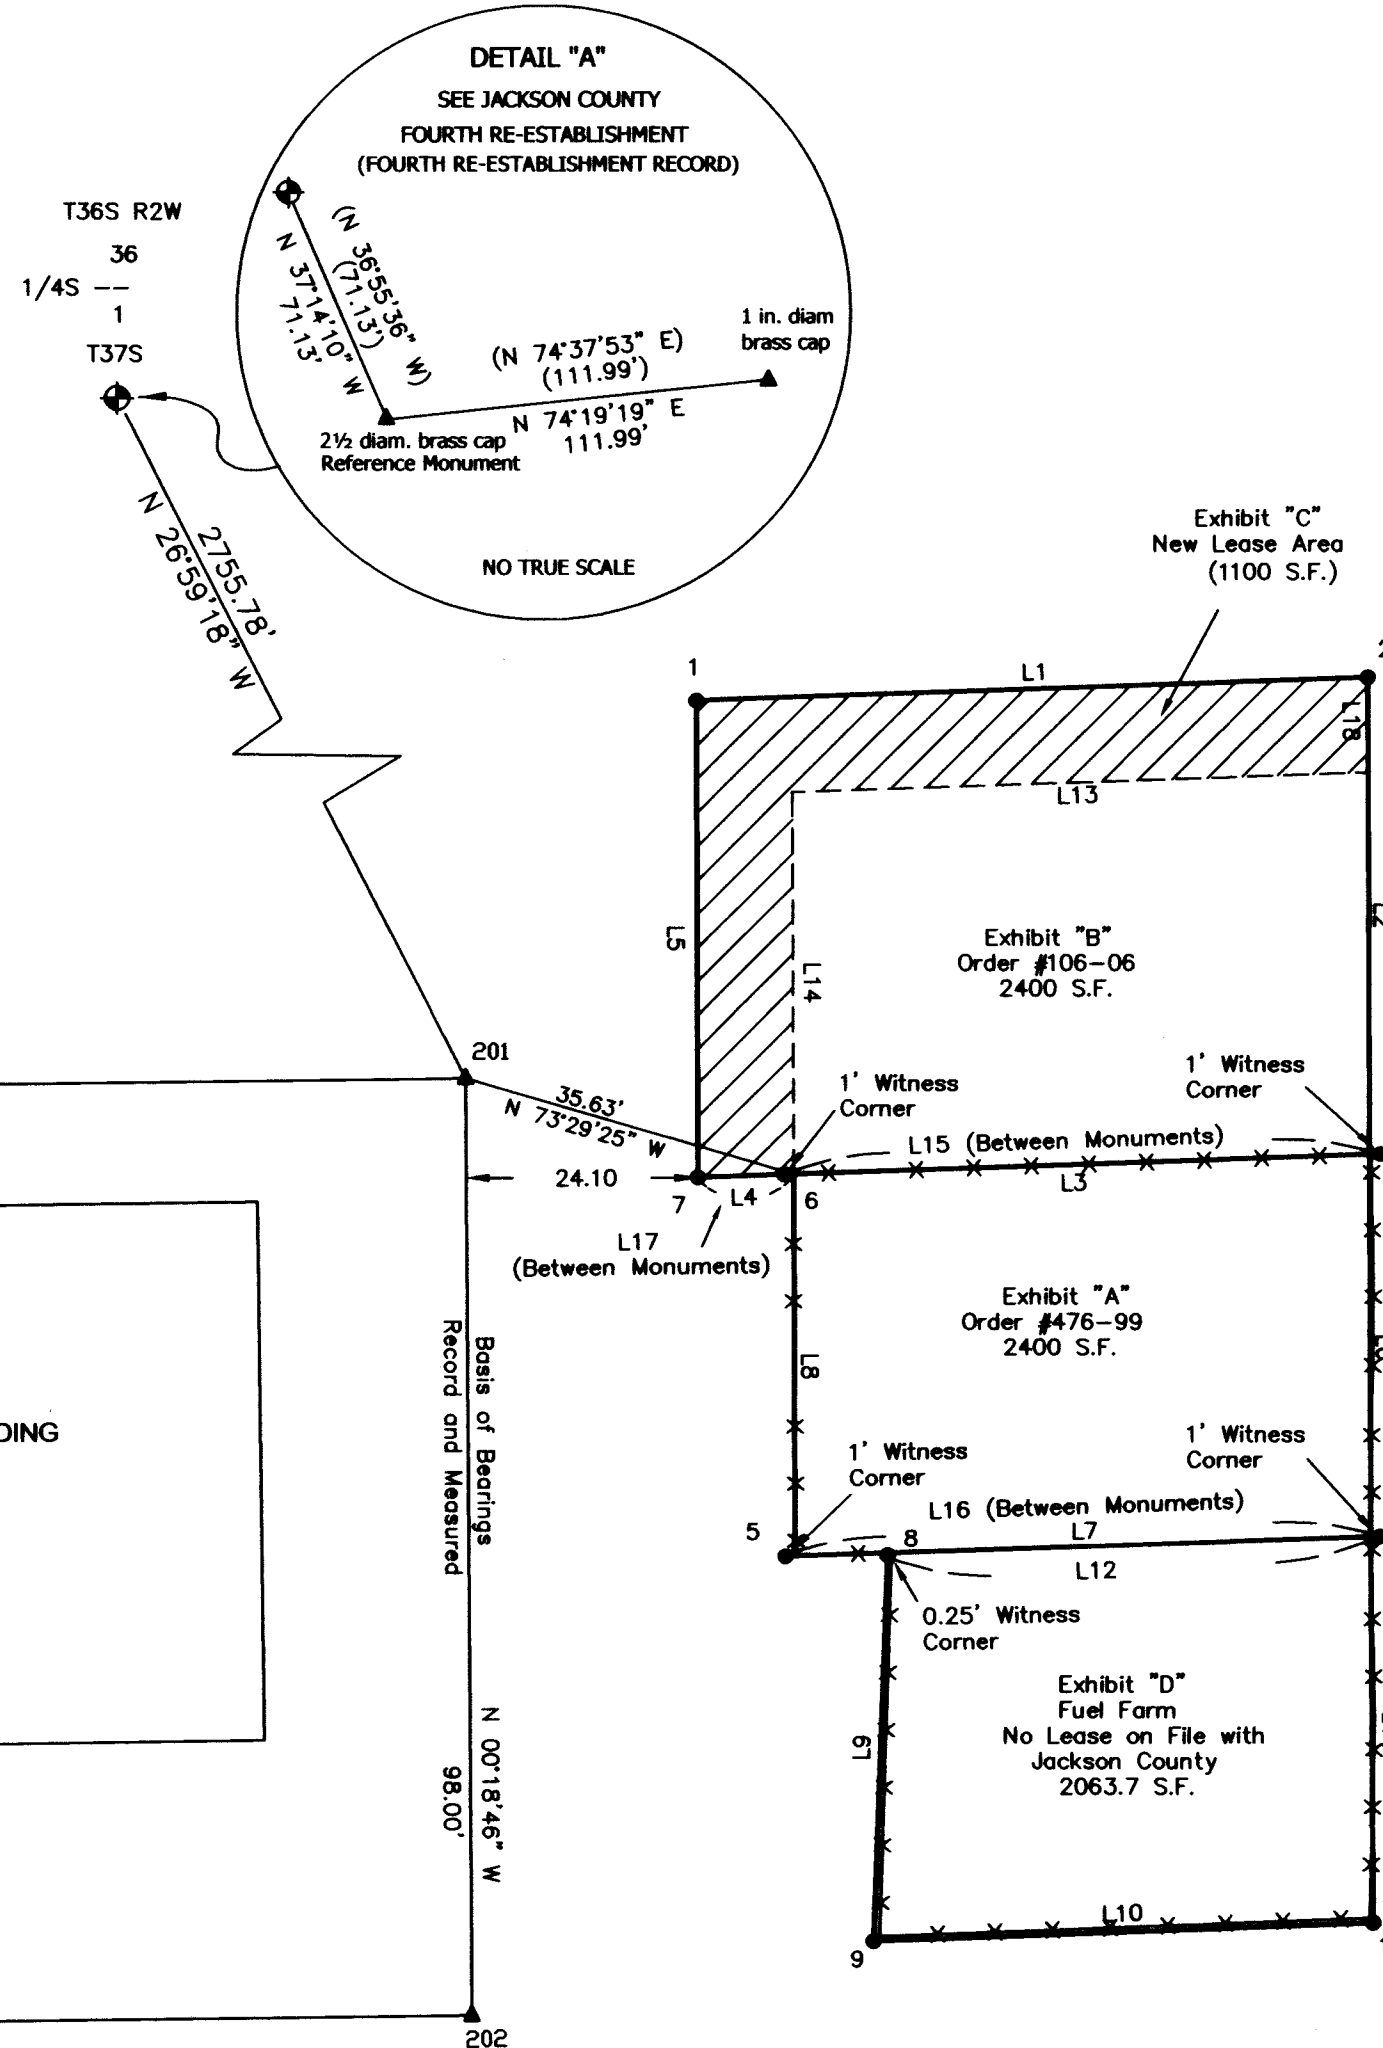 DETAIL "A"
SEE JACKSON COUNTY
FOURTH RE-ESTABLISHMENT
(FOURTH RE-ESTABLISHMENT RECORD)
(N 36°55'36" W)
(71.13')
N 37°14'10" W
71.13'
1 in. diam
brass cap
(N 74°37'53" E)
(111.99')
N 74°19'19" E
111.99'
2½ diam. brass cap
Reference Monument
NO TRUE SCALE
T36S R2W
36
1/4S --
1
T37S
2755.78'
N 26°59'18" W
Exhibit "C"
New Lease Area
(1100 S.F.)
1
L1
2
L18
L13
L5
L14
L2
Exhibit "B"
Order #106-06
2400 S.F.
201
35.63'
N 73°29'25" W
1' Witness
Corner
1' Witness
Corner
L15 (Between Monuments)
24.10
7
L4
6
L3
L17
(Between Monuments)
Exhibit "A"
Order #476-99
2400 S.F.
L8
Basis of Bearings
Record and Measured
DING
1' Witness
Corner
1' Witness
Corner
L16 (Between Monuments)
5
8
L7
L12
0.25' Witness
Corner
Exhibit "D"
Fuel Farm
No Lease on File with
Jackson County
2063.7 S.F.
L9
N 00°18'46" W
98.00'
L10
9
202